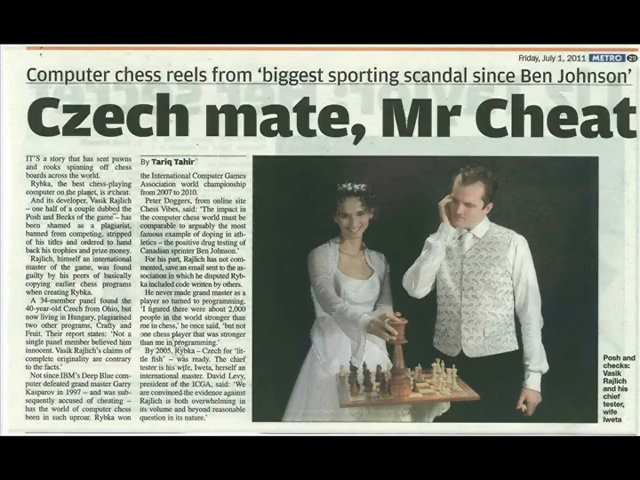 Friday, July 1, 2011 METRO 29
Computer chess reels from ‘biggest sporting scandal since Ben Johnson’
Czech mate, Mr Cheat
IT'S a story that has sent pawns
and rooks spinning off chess
boards across the world.
Rybka, the best chess-playing
computer on the planet, is a cheat.
And its developer, Vasik Rajlich
– one half of a couple dubbed the
Posh and Becks of the game – has
been shamed as a plagiarist,
banned from competing, stripped
of his titles and ordered to hand
back his trophies and prize money.
Rajlich, himself an international
master of the game, was found
guilty by his peers of basically
copying earlier chess programs
when creating Rybka.
A 34-member panel found the
40-year-old Czech from Ohio, but
now living in Hungary, plagiarised
two other programs, Crafty and
Fruit. Their report states: ‘Not a
single panel member believed him
innocent. Vasik Rajlich's claims of
complete originality are contrary
to the facts.’
Not since IBM's Deep Blue com-
puter defeated grand master Garry
Kasparov in 1997 – and was sub-
sequently accused of cheating –
has the world of computer chess
been in such uproar. Rybka won
By Tariq Tahir
the International Computer Games
Association world championship
from 2007 to 2010.
Peter Doggers, from online site
Chess Vibes, said: ‘The impact in
the computer chess world must be
comparable to arguably the most
famous example of doping in ath-
letics – the positive drug testing of
Canadian sprinter Ben Johnson.’
For his part, Rajlich has not com-
mented, save an email sent to the as-
sociation in which he disputed Ryb-
ka included code written by others.
He never made grand master as a
player so turned to programming.
‘I figured there are about 2,000
people in the world stronger than
me in chess,’ he once said, ‘but not
one chess player that was stronger
than me in programming.’
By 2005, Rybka – Czech for ‘lit-
tle fish’ – was ready. The chief
tester is his wife, Iweta, herself an
international master. David Levy,
president of the ICGA, said: ‘We
are convinced the evidence against
Rajlich is both overwhelming in
its volume and beyond reasonable
question in its nature.’
Posh and
checks:
Vasik
Rajlich
and his
chief
tester,
wife
Iweta